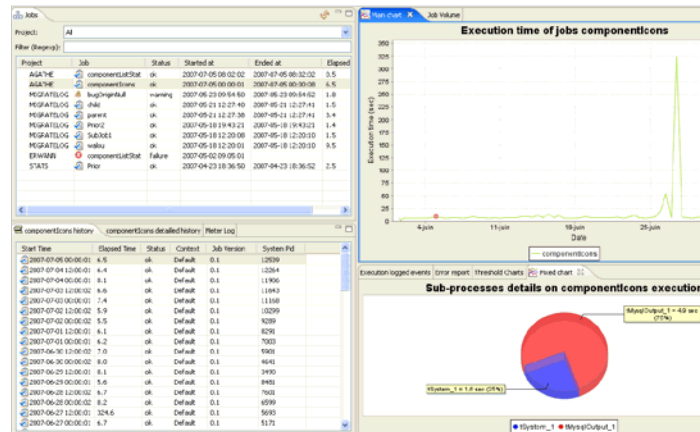 Jobs
Project: All
Filter (Regexp):
Project Job Status Started at Ended at Elapsed
AGATHE componentListStat ok 2007-07-05 08:02:02 2007-07-05 08:32:02 3.5
AGATHE componentIcons ok 2007-07-05 00:00:01 2007-07-05 00:00:08 6.5
MIGRATELOG bugOriginNull warning 2007-05-23 09:54:50 2007-05-23 09:54:52 1.8
MIGRATELOG child ok 2007-05-21 12:27:40 2007-05-21 12:27:41 1.5
MIGRATELOG parent ok 2007-05-21 12:27:38 2007-05-21 12:27:41 3.4
MIGRATELOG Prior2 ok 2007-05-18 19:43:21 2007-05-18 19:43:21 1.4
MIGRATELOG SubJob1 ok 2007-05-18 12:20:08 2007-05-18 12:20:10 1.5
MIGRATELOG ok 2007-05-18 12:20:01 2007-05-18 12:20:10 9.5
ERWANN componentListStat failure 2007-05-02 09:05:01
STATS Prior ok 2007-04-23 18:36:50 2007-04-23 18:36:52 2.5
componentIcons history componentIcons detailed history Meter Log
Start Time Elapsed Time Status Context Job Version System Pid
2007-07-05 00:00:01 6.5 ok Default 0.1 12539
2007-07-04 12:00:01 6.4 ok Default 0.1 12264
2007-07-04 00:00:01 8.1 ok Default 0.1 11906
2007-07-03 12:00:02 6.6 ok Default 0.1 11643
2007-07-03 00:00:01 7.4 ok Default 0.1 11168
2007-07-02 12:00:02 5.9 ok Default 0.1 10299
2007-07-02 00:00:02 5.5 ok Default 0.1 9289
2007-07-01 12:00:01 6.1 ok Default 0.1 8291
2007-07-01 00:00:01 6.2 ok Default 0.1 7003
2007-06-30 12:00:02 7.0 ok Default 0.1 5901
2007-06-30 00:00:02 8.0 ok Default 0.1 4641
2007-06-29 12:00:01 8.1 ok Default 0.1 3490
2007-06-29 00:00:01 5.6 ok Default 0.1 8481
2007-06-28 12:00:01 6.7 ok Default 0.1 7601
2007-06-28 00:00:01 8.2 ok Default 0.1 6599
2007-06-27 12:00:01 324.6 ok Default 0.1 5693
2007-06-27 00:00:01 6.7 ok Default 0.1 5171
Main chart Job Volume
Execution time of jobs componentIcons
Execution time (sec)
350
325
300
275
250
225
200
175
150
125
100
75
50
25
0
4-juin 11-juin 18-juin 25-juin
Date
componentIcons
Execution logged events Error report Threshold Charts Fixed chart
Sub-processes details on componentIcons execution
tMysqlOutput_1 = 4.9 sec
(75%)
tSystem_1 = 1.6 sec (25%)
tSystem_1 tMysqlOutput_1